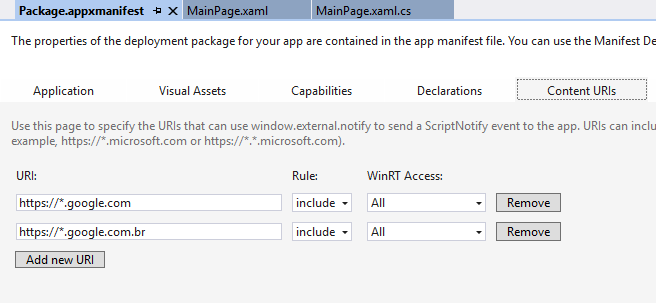 Package.appxmanifest MainPage.xaml MainPage.xaml.cs
The properties of the deployment package for your app are contained in the app manifest file. You can use the Manifest De
Application Visual Assets Capabilities Declarations Content URIs
Use this page to specify the URIs that can use window.external.notify to send a ScriptNotify event to the app. URIs can inclu
example, https://*.microsoft.com or https://*.*.microsoft.com).
URI: Rule: WinRT Access:
https://*.google.com include All Remove
https://*.google.com.br include All Remove
Add new URI